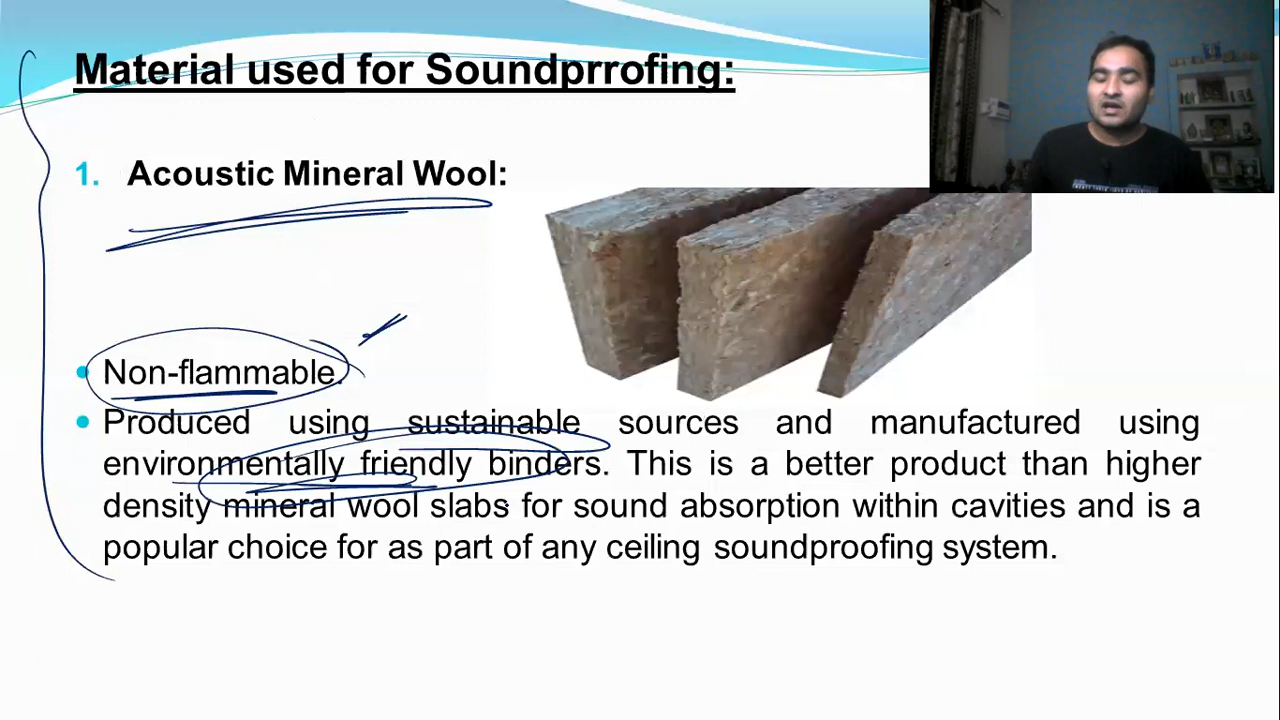 Material used for Soundprrofing:
1. Acoustic Mineral Wool:
• Non-flammable.
• Produced using sustainable sources and manufactured using
environmentally friendly binders. This is a better product than higher
density mineral wool slabs for sound absorption within cavities and is a
popular choice for as part of any ceiling soundproofing system.